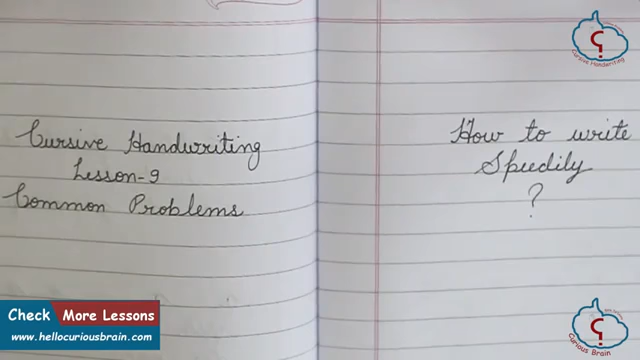 Cursive Handwriting
Lesson-9
Common Problems
How to write
Speedily
?
Cursive Handwriting
Check More Lessons
www.hellocuriousbrain.com
Curious Brain